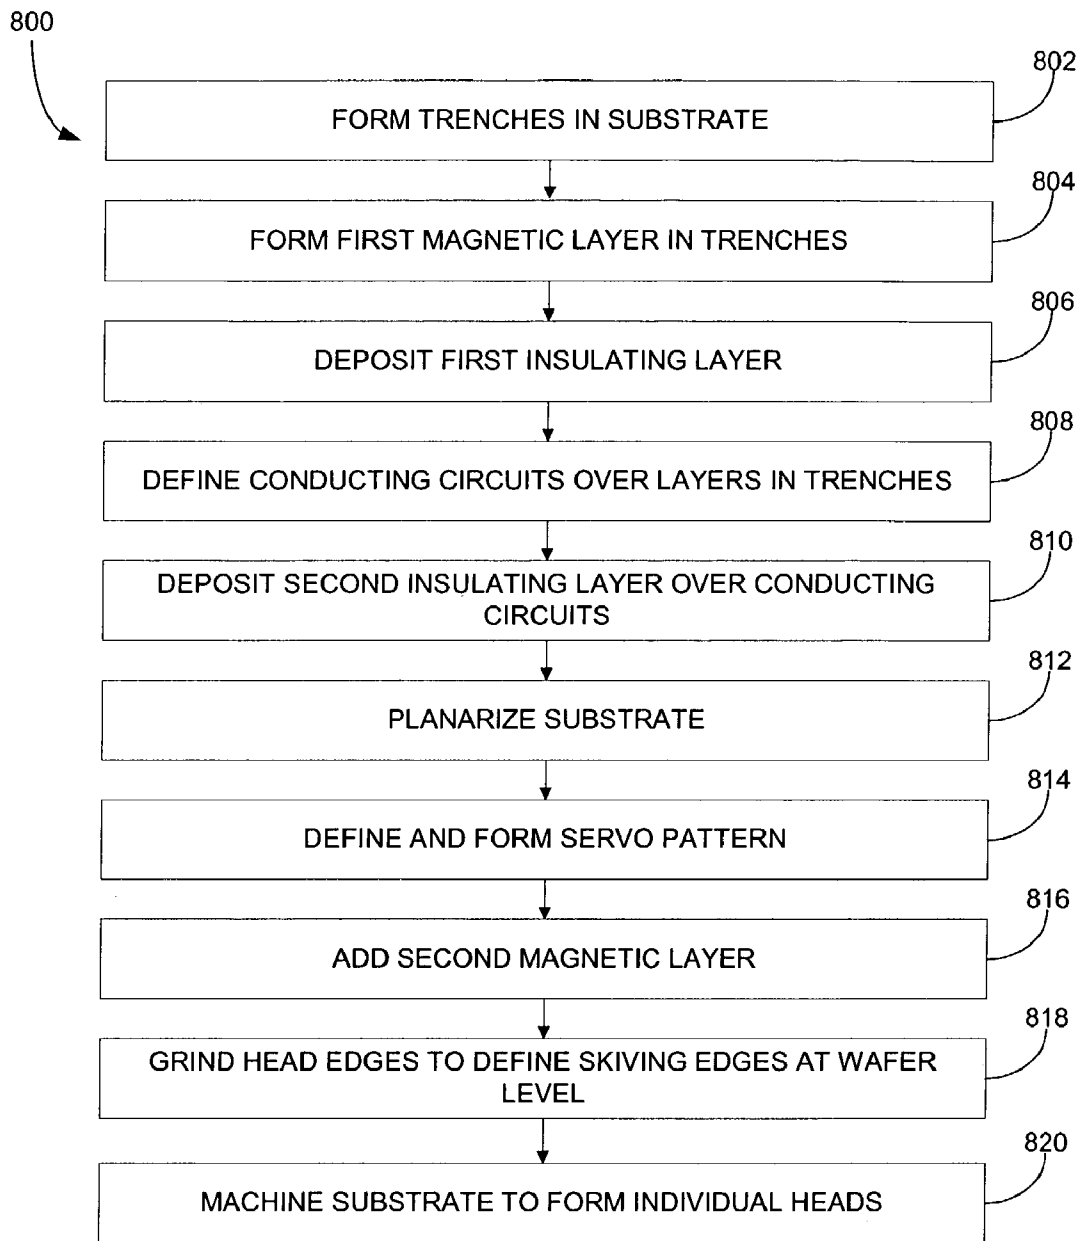 800
802
FORM TRENCHES IN SUBSTRATE
804
FORM FIRST MAGNETIC LAYER IN TRENCHES
806
DEPOSIT FIRST INSULATING LAYER
808
DEFINE CONDUCTING CIRCUITS OVER LAYERS IN TRENCHES
810
DEPOSIT SECOND INSULATING LAYER OVER CONDUCTING
CIRCUITS
812
PLANARIZE SUBSTRATE
814
DEFINE AND FORM SERVO PATTERN
816
ADD SECOND MAGNETIC LAYER
818
GRIND HEAD EDGES TO DEFINE SKIVING EDGES AT WAFER
LEVEL
820
MACHINE SUBSTRATE TO FORM INDIVIDUAL HEADS